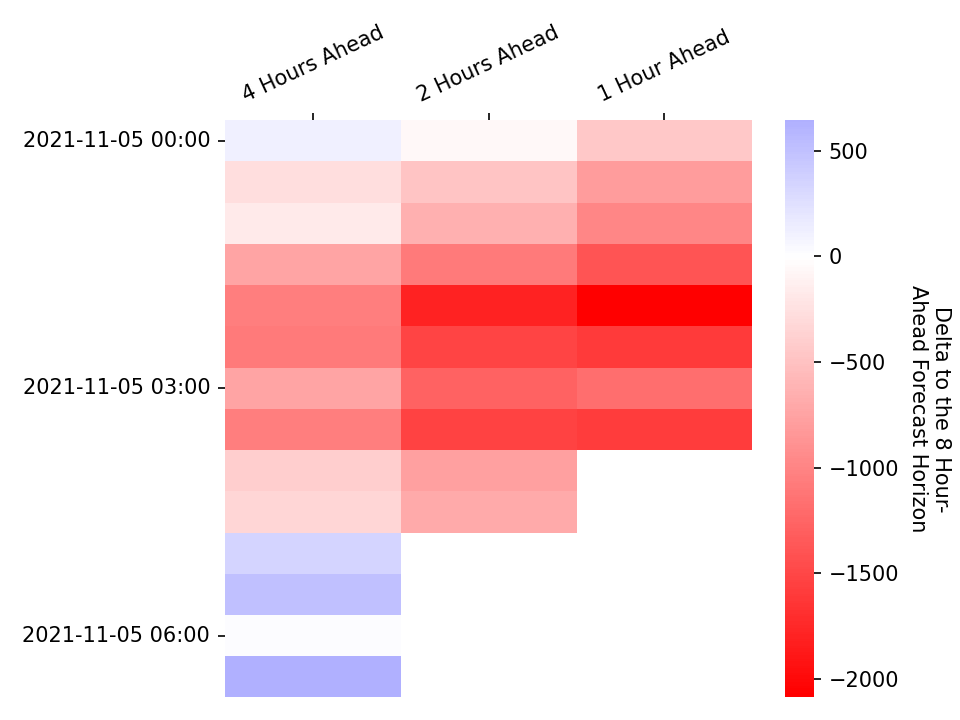 4 Hours Ahead
2 Hours Ahead
1 Hour Ahead
2021-11-05 00:00
2021-11-05 03:00
2021-11-05 06:00
500
0
−500
−1000
−1500
−2000
Delta to the 8 Hour-
Ahead Forecast Horizon